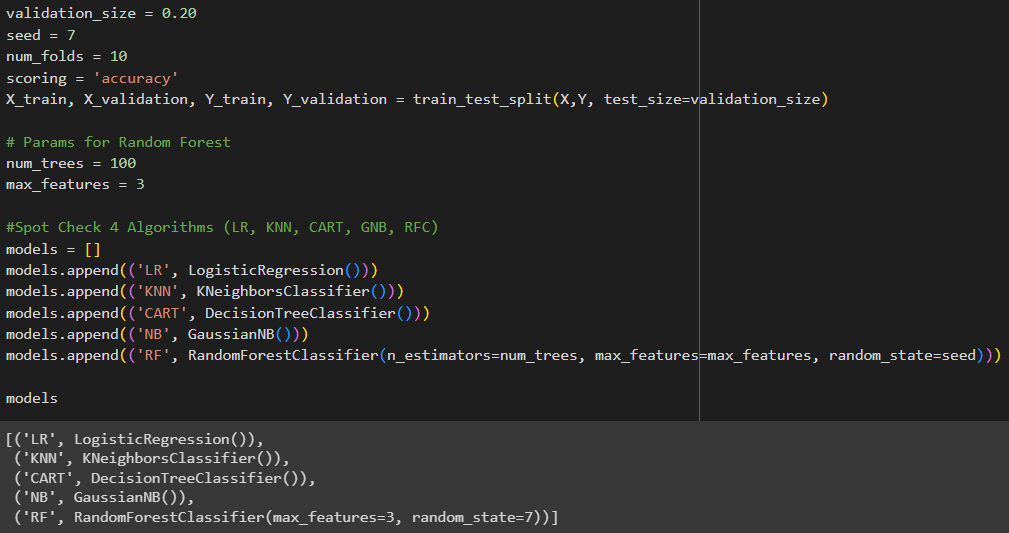 validation_size = 0.20
seed = 7
num_folds = 10
scoring = 'accuracy'
X_train, X_validation, Y_train, Y_validation = train_test_split(X,Y, test_size=validation_size)

# Params for Random Forest
num_trees = 100
max_features = 3

#Spot Check 4 Algorithms (LR, KNN, CART, GNB, RFC)
models = []
models.append(('LR', LogisticRegression()))
models.append(('KNN', KNeighborsClassifier()))
models.append(('CART', DecisionTreeClassifier()))
models.append(('NB', GaussianNB()))
models.append(('RF', RandomForestClassifier(n_estimators=num_trees, max_features=max_features, random_state=seed)))

models
[('LR', LogisticRegression()),
 ('KNN', KNeighborsClassifier()),
 ('CART', DecisionTreeClassifier()),
 ('NB', GaussianNB()),
 ('RF', RandomForestClassifier(max_features=3, random_state=7))]